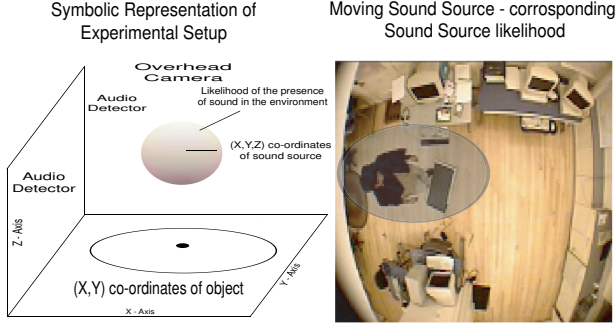 Symbolic Representation of
Experimental Setup
Overhead
Camera
Audio
Detector
Likelihood of the presence
of sound in the environment
(X,Y,Z) co-ordinates
of sound source
Audio
Detector
Z - Axis
(X,Y) co-ordinates of object
X - Axis
Y - Axis
Moving Sound Source - corrosponding
Sound Source likelihood